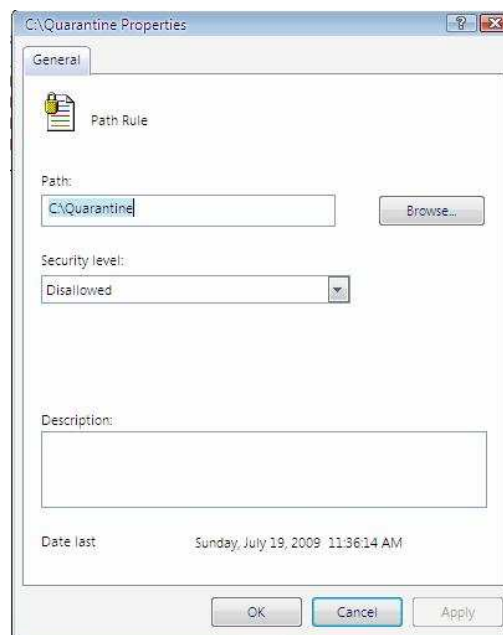 C:\Quarantine Properties
General
Path Rule
Path:
C:\Quarantine
Browse...
Security level:
Disallowed
Description:
Date last Sunday, July 19, 2009 11:36:14 AM
OK Cancel Apply